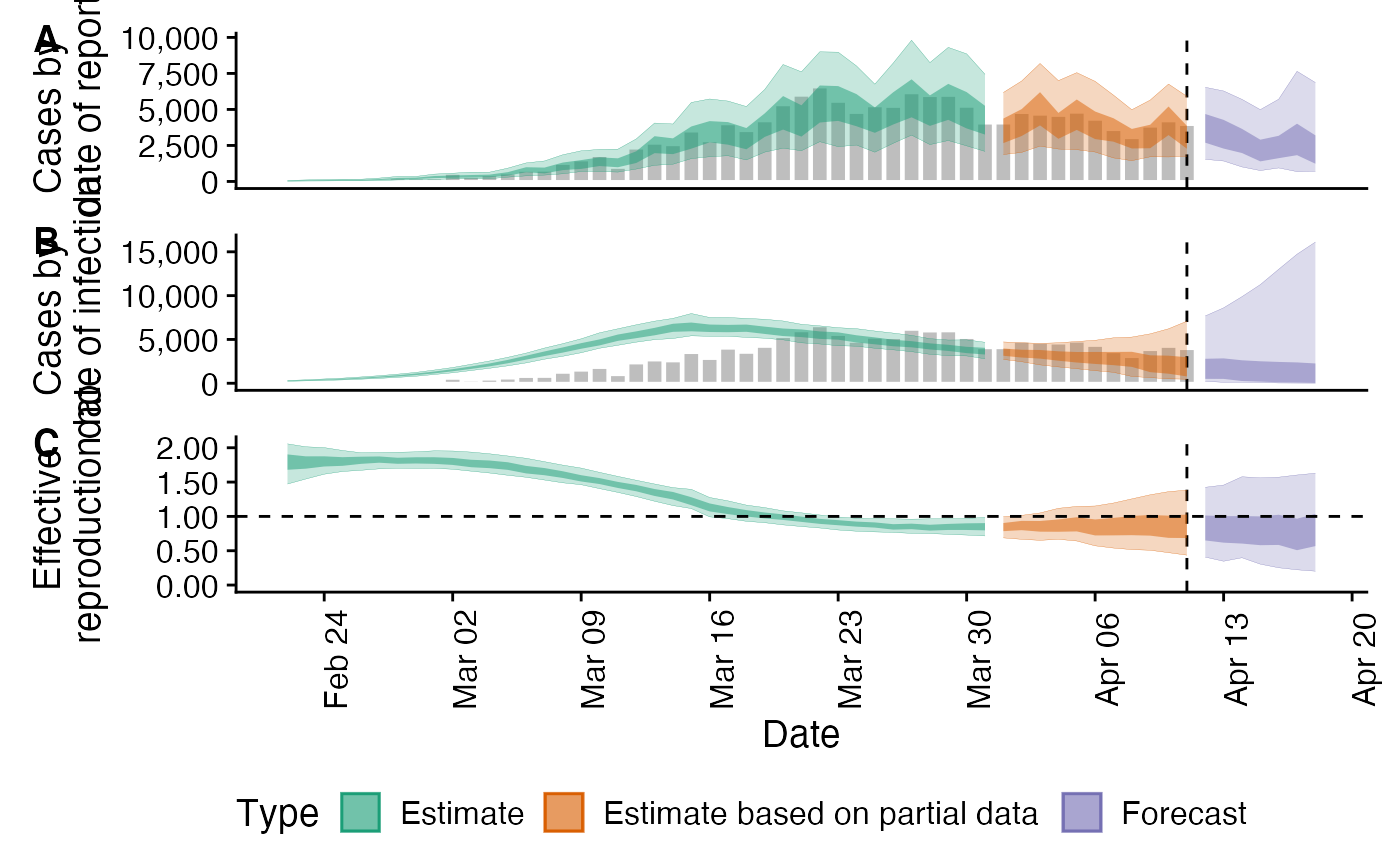 A
Cases by
date of report
10,000
7,500
5,000
2,500
0
B
Cases by
date of infection
15,000
10,000
5,000
0
C
Effective
reproduction
2.00
1.50
1.00
0.50
0.00
Feb 24
Mar 02
Mar 09
Mar 16
Mar 23
Mar 30
Apr 06
Apr 13
Apr 20
Date
Type Estimate Estimate based on partial data Forecast